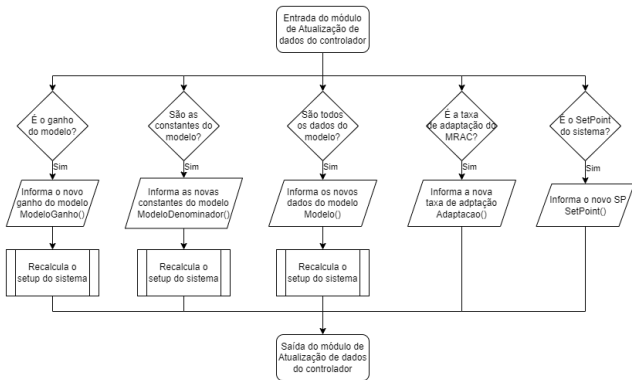 Entrada do módulo
de Atualização de
dados do controlador
É o ganho
do modelo?
Sim
Informa o novo
ganho do modelo
ModeloGanho()
Recalcula o
setup do sistema
São as
constantes do
modelo?
Sim
Informa as novas
constantes do modelo
ModeloDenominador()
Recalcula o
setup do sistema
São todos
os dados do
modelo?
Sim
Informa os novos
dados do modelo
Modelo()
Recalcula o
setup do sistema
É a taxa
de adaptação do
MRAC?
Sim
Informa a nova
taxa de adptação
Adaptacao()
É o SetPoint
do sistema?
Sim
Informa o novo SP
SetPoint()
Saída do módulo de
Atualização de dados
do controlador